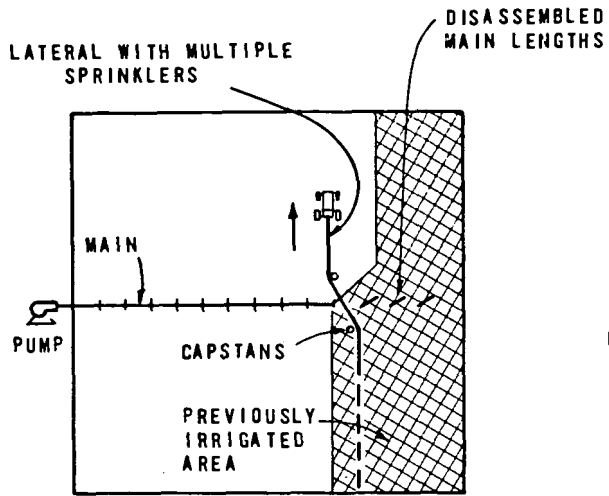 DISASSEMBLED
MAIN LENGTHS
LATERAL WITH MULTIPLE
SPRINKLERS
MAIN
PUMP
CAPSTANS
PREVIOUSLY
IRRIGATED
AREA